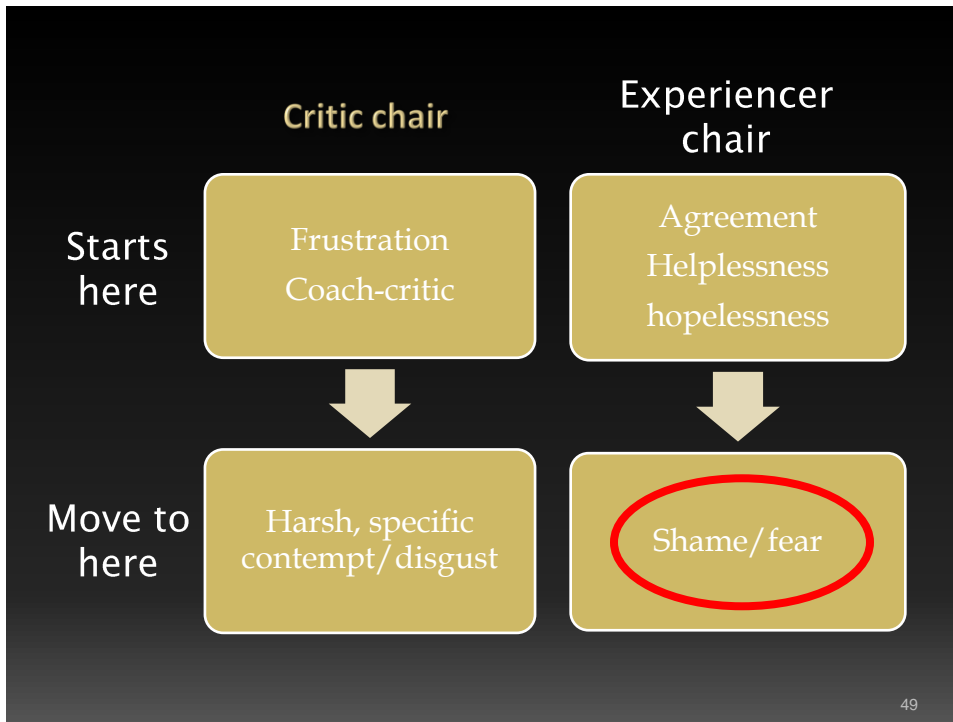 Critic chair
Experiencer
chair
Starts
here
Frustration
Coach-critic
Agreement
Helplessness
hopelessness
Move to
here
Harsh, specific
contempt/disgust
Shame/fear
49